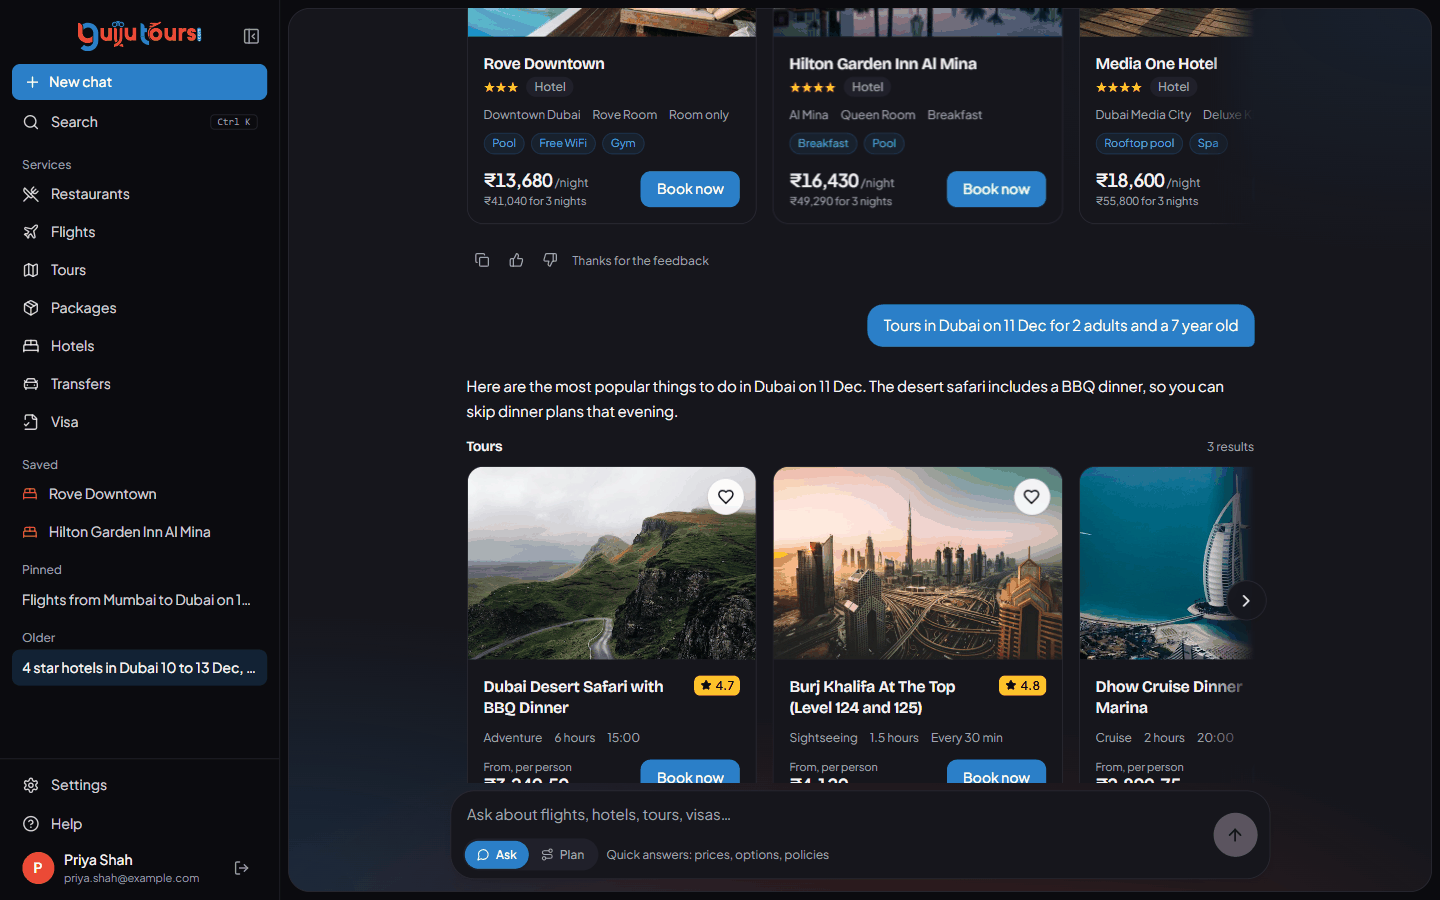 gujju tours
New chat
Search
Ctrl K
Services
Restaurants
Flights
Tours
Packages
Hotels
Transfers
Visa
Saved
Rove Downtown
Hilton Garden Inn Al Mina
Pinned
Flights from Mumbai to Dubai on 1...
Older
4 star hotels in Dubai 10 to 13 Dec, ...
Settings
Help
P
Priya Shah
priya.shah@example.com
Rove Downtown
Hotel
Downtown Dubai Rove Room Room only
Pool Free WiFi Gym
₹13,680 /night
₹41,040 for 3 nights
Book now
Hilton Garden Inn Al Mina
Hotel
Al Mina Queen Room Breakfast
Breakfast Pool
₹16,430 /night
₹49,290 for 3 nights
Book now
Media One Hotel
Hotel
Dubai Media City Deluxe K
Rooftop pool Spa
₹18,600 /night
₹55,800 for 3 nights
Thanks for the feedback
Tours in Dubai on 11 Dec for 2 adults and a 7 year old
Here are the most popular things to do in Dubai on 11 Dec. The desert safari includes a BBQ dinner, so you can
skip dinner plans that evening.
Tours
3 results
Dubai Desert Safari with
BBQ Dinner
4.7
Adventure 6 hours 15:00
From, per person
Book now
Burj Khalifa At The Top
(Level 124 and 125)
4.8
Sightseeing 1.5 hours Every 30 min
From, per person
Book now
Dhow Cruise Dinner
Marina
Cruise 2 hours 20:00
From, per person
Ask about flights, hotels, tours, visas...
Ask
Plan
Quick answers: prices, options, policies